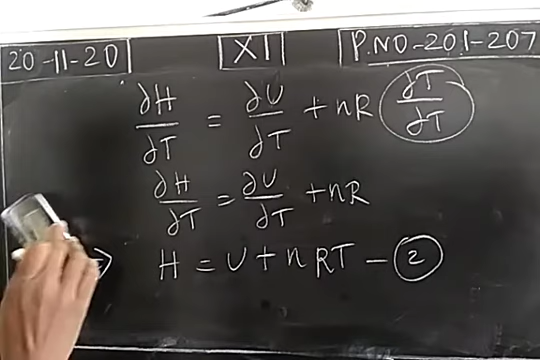 20-11-20 XI P.NO-201-207
∂H/∂T = ∂U/∂T + nR ∂T/∂T
∂H/∂T = ∂U/∂T + nR
⇒ H = U + nRT - 2